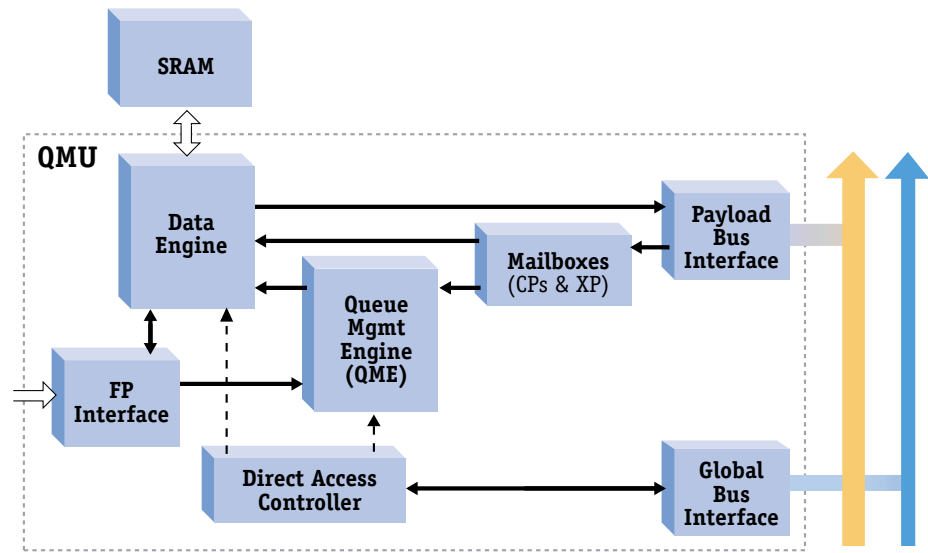 SRAM
QMU
Data
Engine
Payload
Bus
Interface
Mailboxes
(CPs & XP)
Queue
Mgmt
Engine
(QME)
FP
Interface
Direct Access
Controller
Global
Bus
Interface